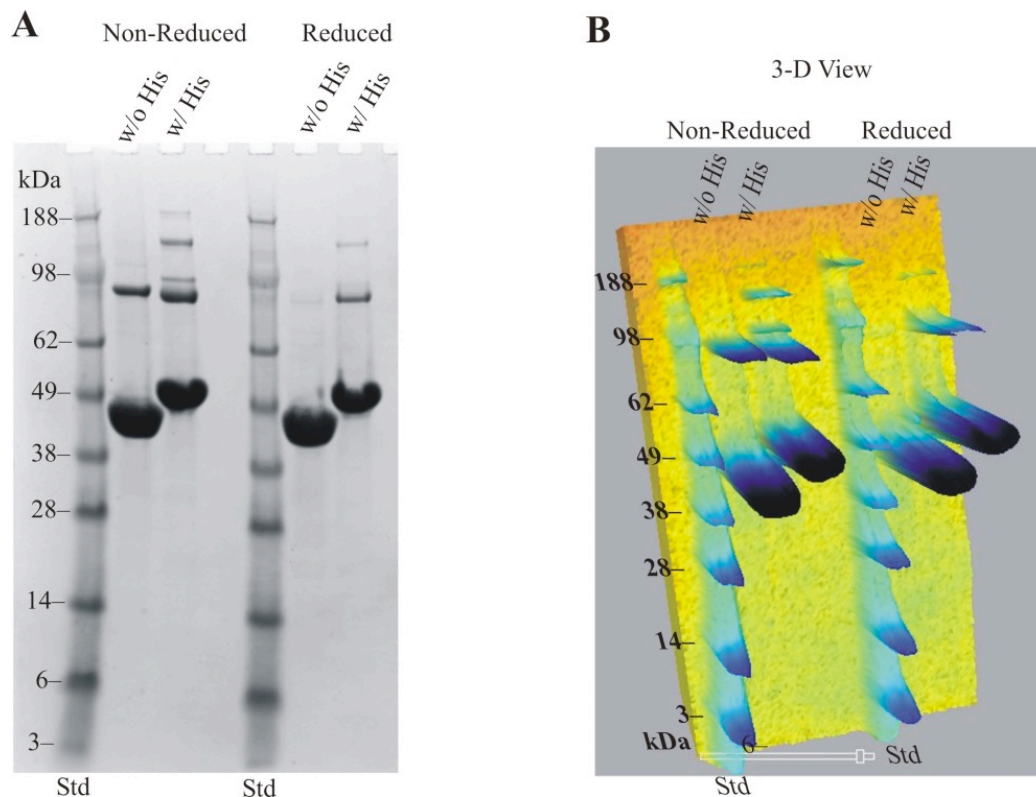 A
Non-Reduced Reduced
w/o His w/ His w/o His w/ His
kDa
188–
98–
62–
49–
38–
28–
14–
6–
3–
Std Std
B
3-D View
Non-Reduced Reduced
w/o His w/ His w/o His w/ His
188–
98–
62–
49–
38–
28–
14–
3–
kDa 6–
Std Std